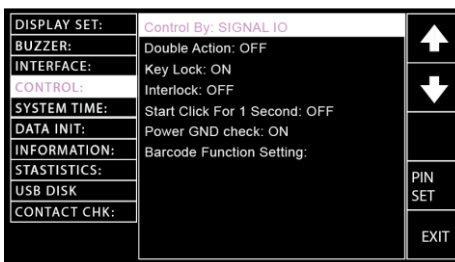 DISPLAY SET:
BUZZER:
INTERFACE:
CONTROL:
SYSTEM TIME:
DATA INIT:
INFORMATION:
STASTISTICS:
USB DISK
CONTACT CHK:
Control By: SIGNAL IO
Double Action: OFF
Key Lock: ON
Interlock: OFF
Start Click For 1 Second: OFF
Power GND check: ON
Barcode Function Setting:
PIN
SET
EXIT